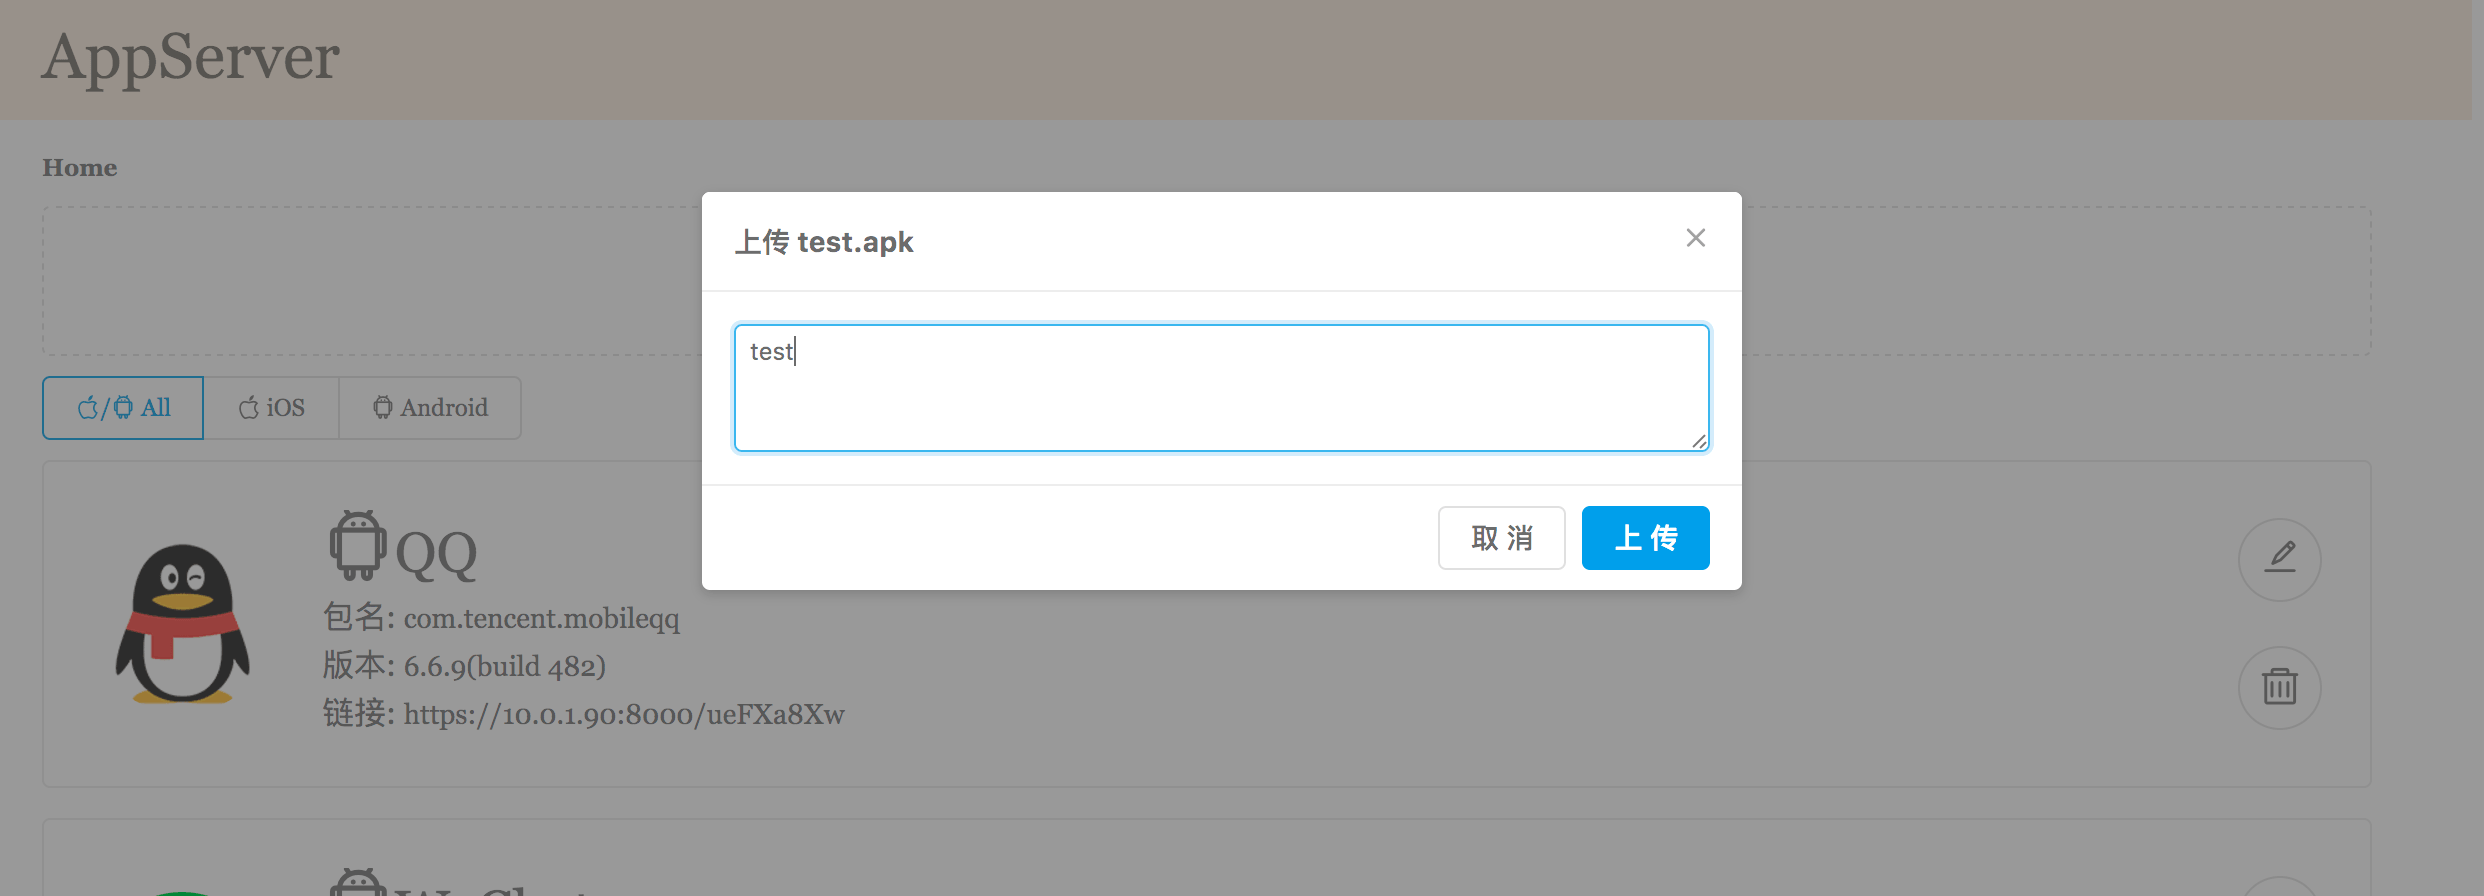 AppServer
Home
上传 test.apk
test
取 消
上 传
/ All
iOS
Android
QQ
包名: com.tencent.mobileqq
版本: 6.6.9(build 482)
链接: https://10.0.1.90:8000/ueFXa8Xw